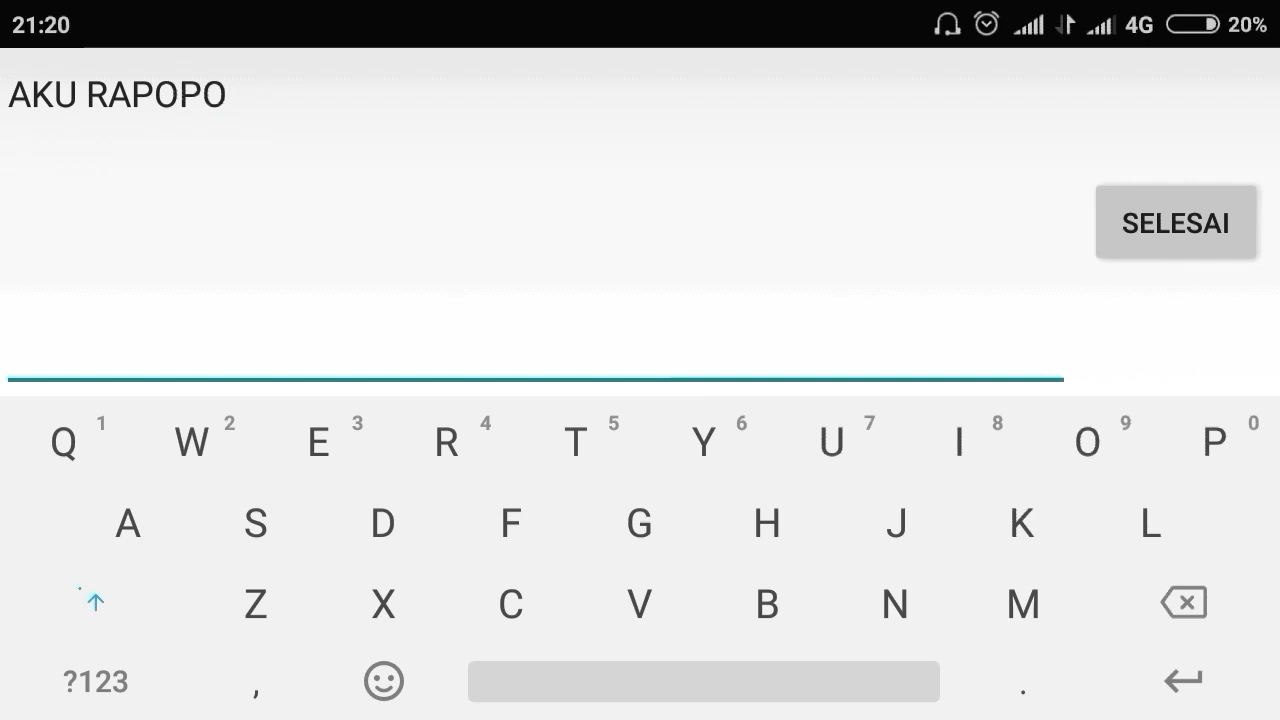 21:20 4G 20%
AKU RAPOPO
SELESAI
Q 1 W 2 E 3 R 4 T 5 Y 6 U 7 I 8 O 9 P 0
A S D F G H J K L
Z X C V B N M
?123 , .